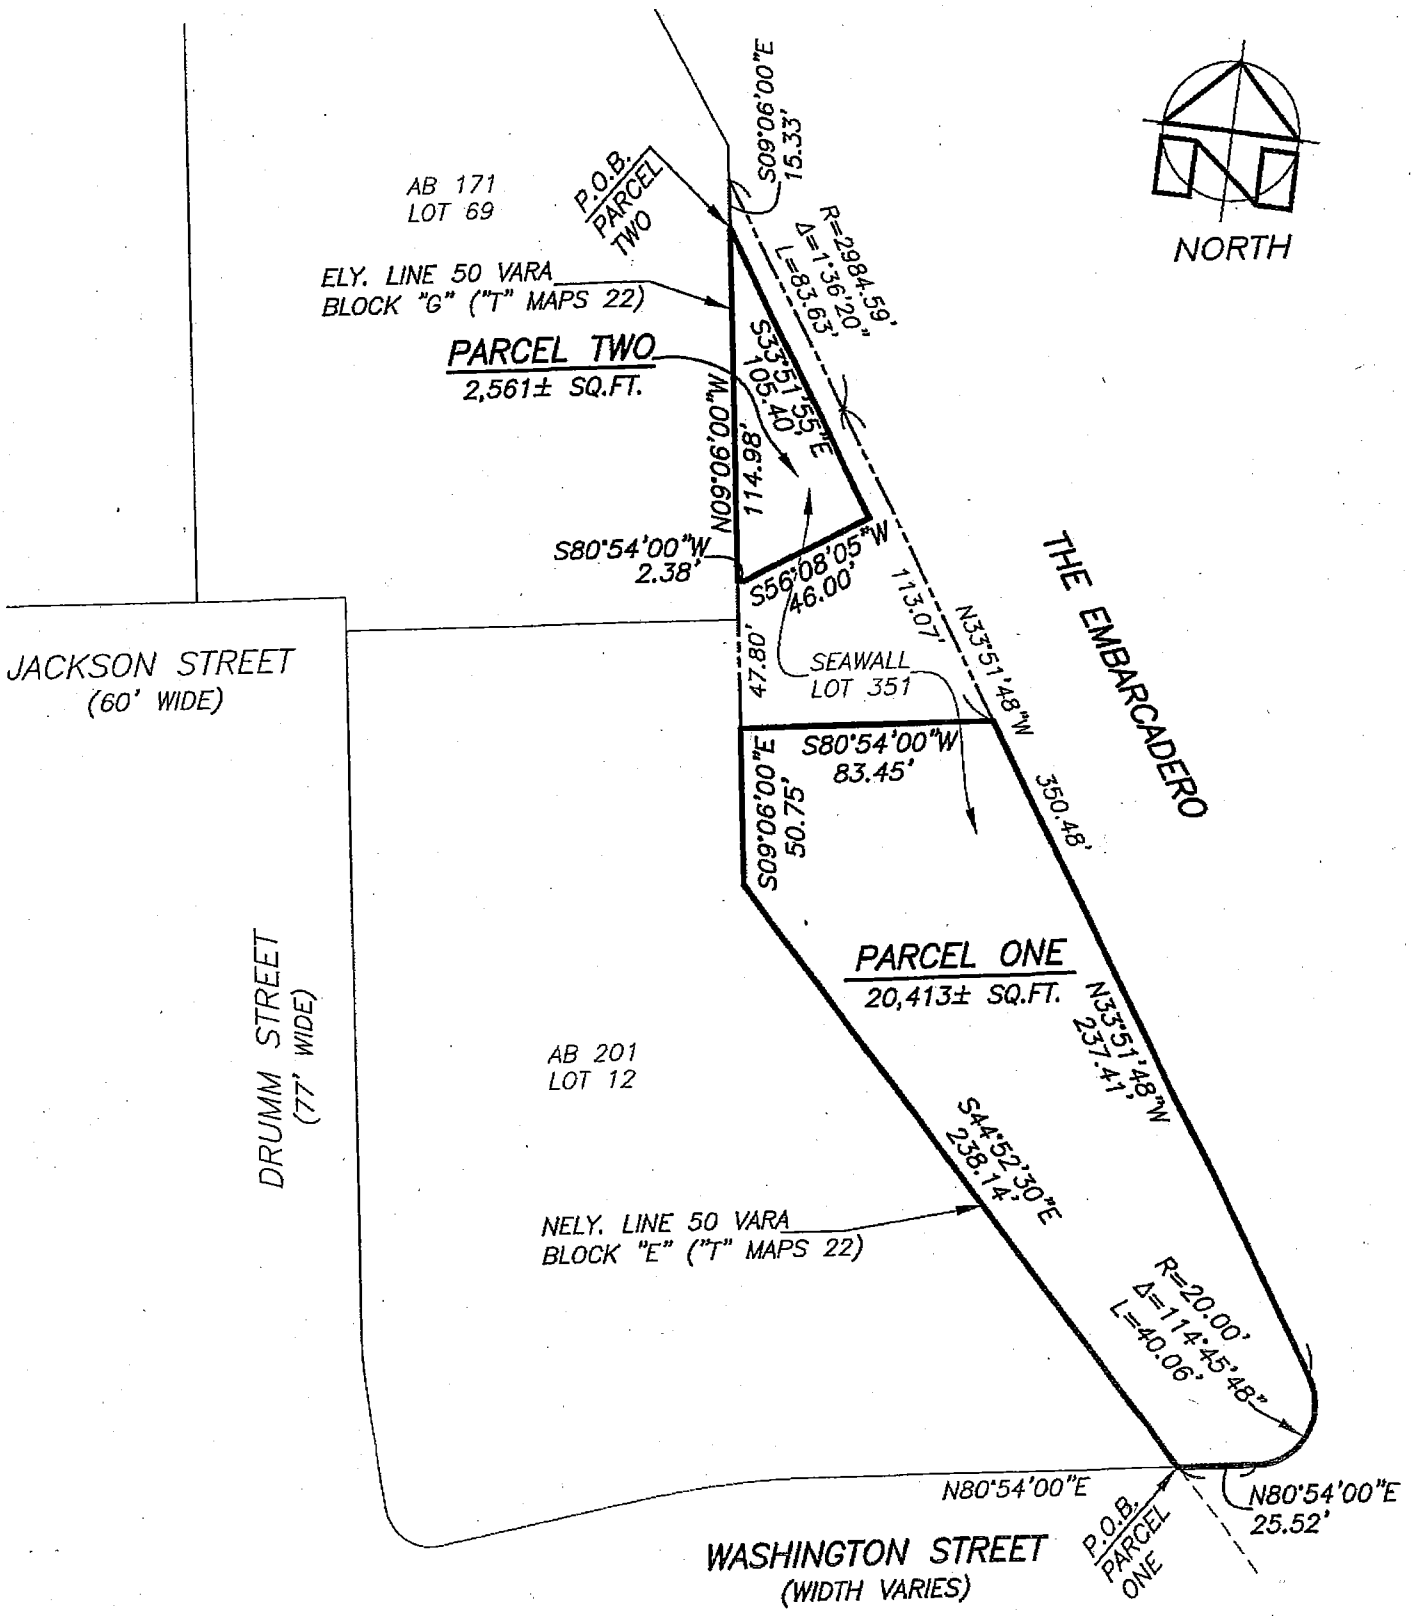 S09°06'00"E
15.33'
P.O.B.
PARCEL
TWO
AB 171
LOT 69
NORTH
R=2984.59'
Δ=1°36'20"
L=83.63'
ELY. LINE 50 VARA
BLOCK "G" ("T" MAPS 22)
PARCEL TWO
2,561± SQ.FT.
S33°51'55"E
105.40'
N09°06'00"W
114.98'
S80°54'00"W
2.38'
S56°08'05"W
46.00'
113.07'
N33°51'48"W
THE EMBARCADERO
JACKSON STREET
(60' WIDE)
47.80'
SEAWALL
LOT 351
S80°54'00"W
83.45'
S09°06'00"E
50.75'
350.48'
PARCEL ONE
20,413± SQ.FT.
N33°51'48"W
237.41'
DRUMM STREET
(77' WIDE)
AB 201
LOT 12
S44°52'30"E
238.14'
NELY. LINE 50 VARA
BLOCK "E" ("T" MAPS 22)
R=20.00'
Δ=114°45'48"
L=40.06'
N80°54'00"E
N80°54'00"E
25.52'
P.O.B.
PARCEL
ONE
WASHINGTON STREET
(WIDTH VARIES)